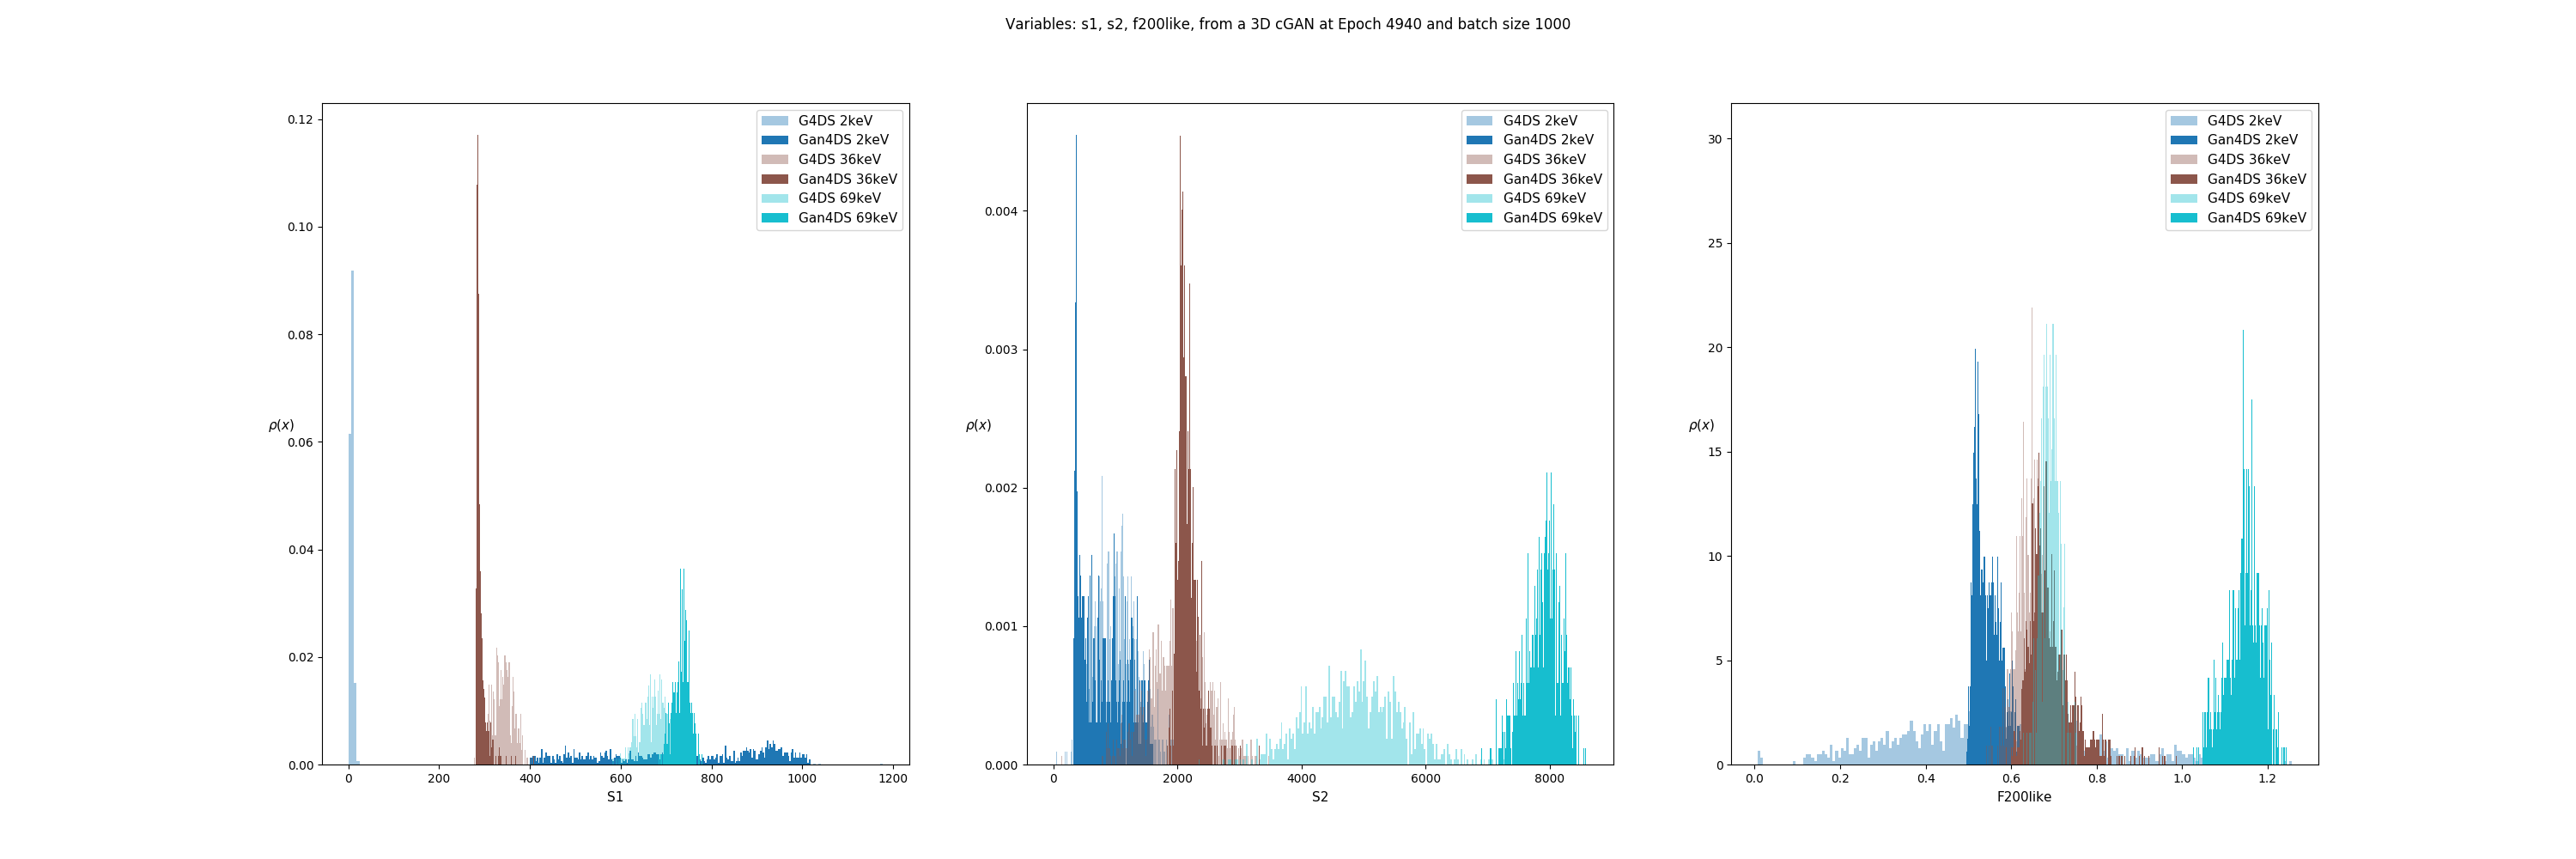 Variables: s1, s2, f200like, from a 3D cGAN at Epoch 4940 and batch size 1000
0.12
0.10
0.08
0.06
0.04
0.02
0.00
ρ(x)
0 200 400 600 800 1000 1200
S1
G4DS 2keV
Gan4DS 2keV
G4DS 36keV
Gan4DS 36keV
G4DS 69keV
Gan4DS 69keV
0.004
0.003
0.002
0.001
0.000
ρ(x)
0 2000 4000 6000 8000
S2
G4DS 2keV
Gan4DS 2keV
G4DS 36keV
Gan4DS 36keV
G4DS 69keV
Gan4DS 69keV
30
25
20
15
10
5
0
ρ(x)
0.0 0.2 0.4 0.6 0.8 1.0 1.2
F200like
G4DS 2keV
Gan4DS 2keV
G4DS 36keV
Gan4DS 36keV
G4DS 69keV
Gan4DS 69keV